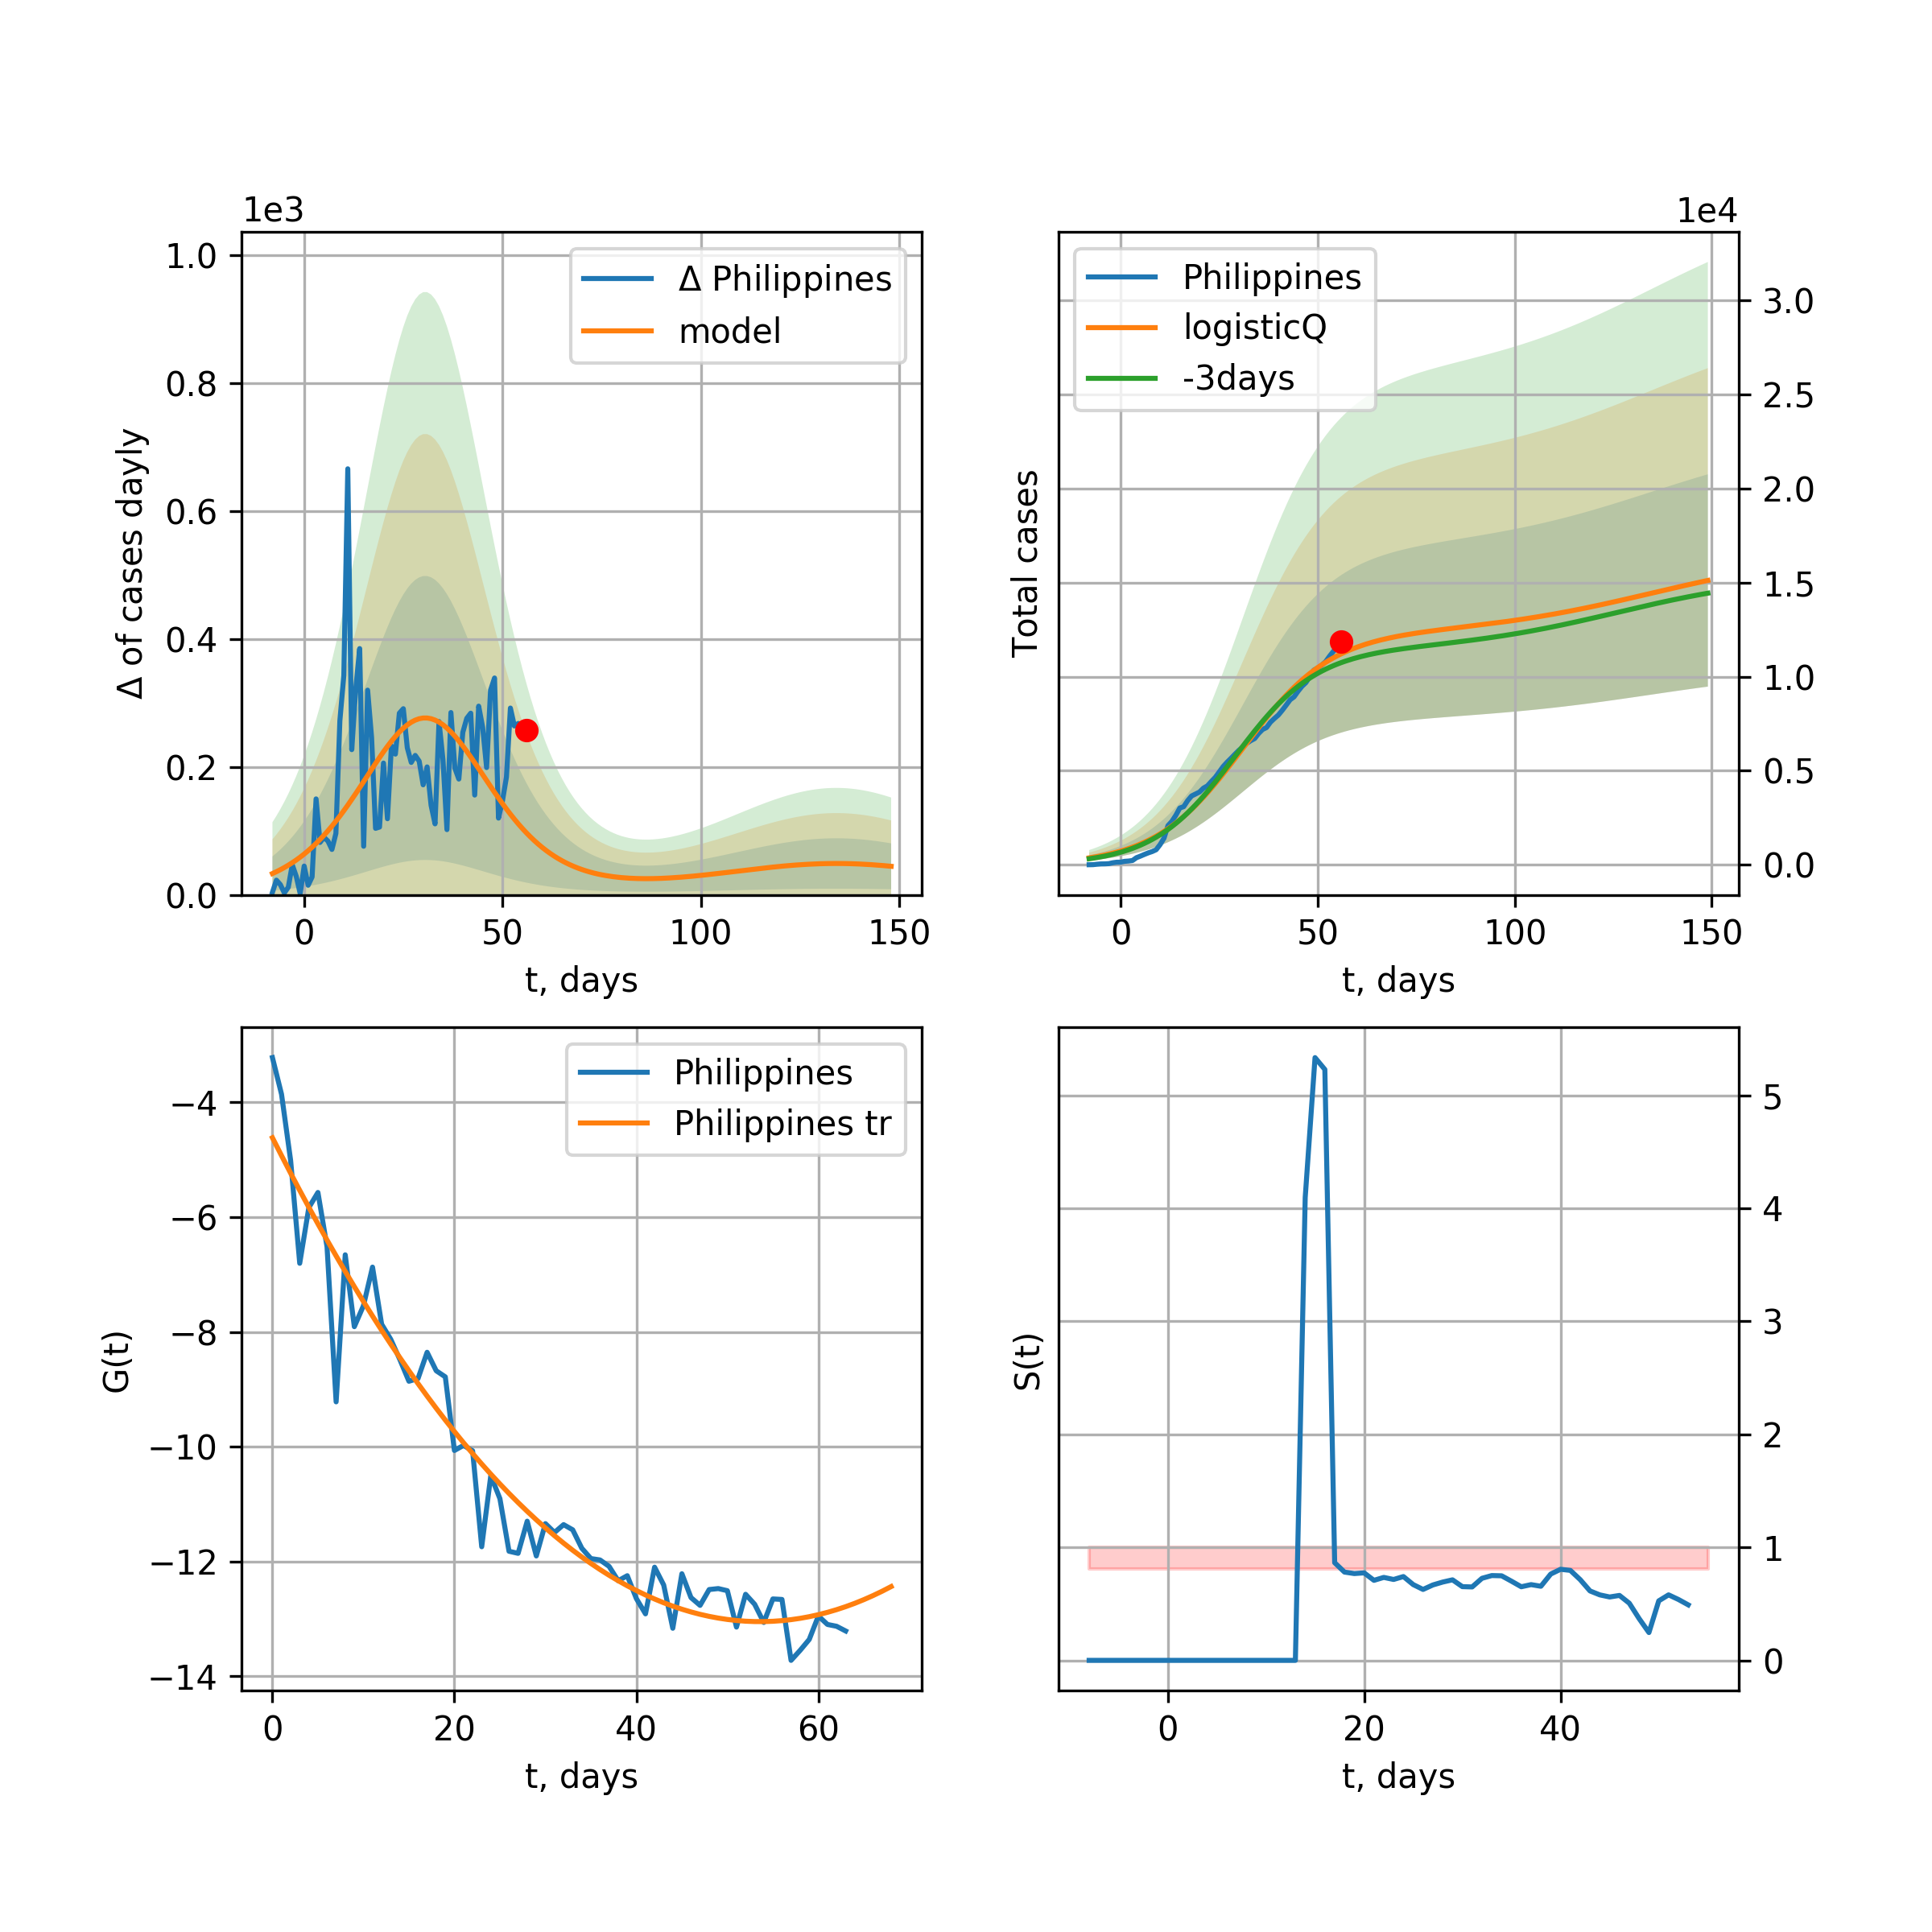 1e3
1.0
0.8
0.6
0.4
0.2
0.0
0 50 100 150
t, days
Δ of cases dayly
Δ Philippines
model
1e4
3.0
2.5
2.0
1.5
1.0
0.5
0.0
0 50 100 150
t, days
Total cases
Philippines
logisticQ
-3days
−4
−6
−8
−10
−12
−14
0 20 40 60
t, days
G(t)
Philippines
Philippines tr
5
4
3
2
1
0
0 20 40
t, days
S(t)